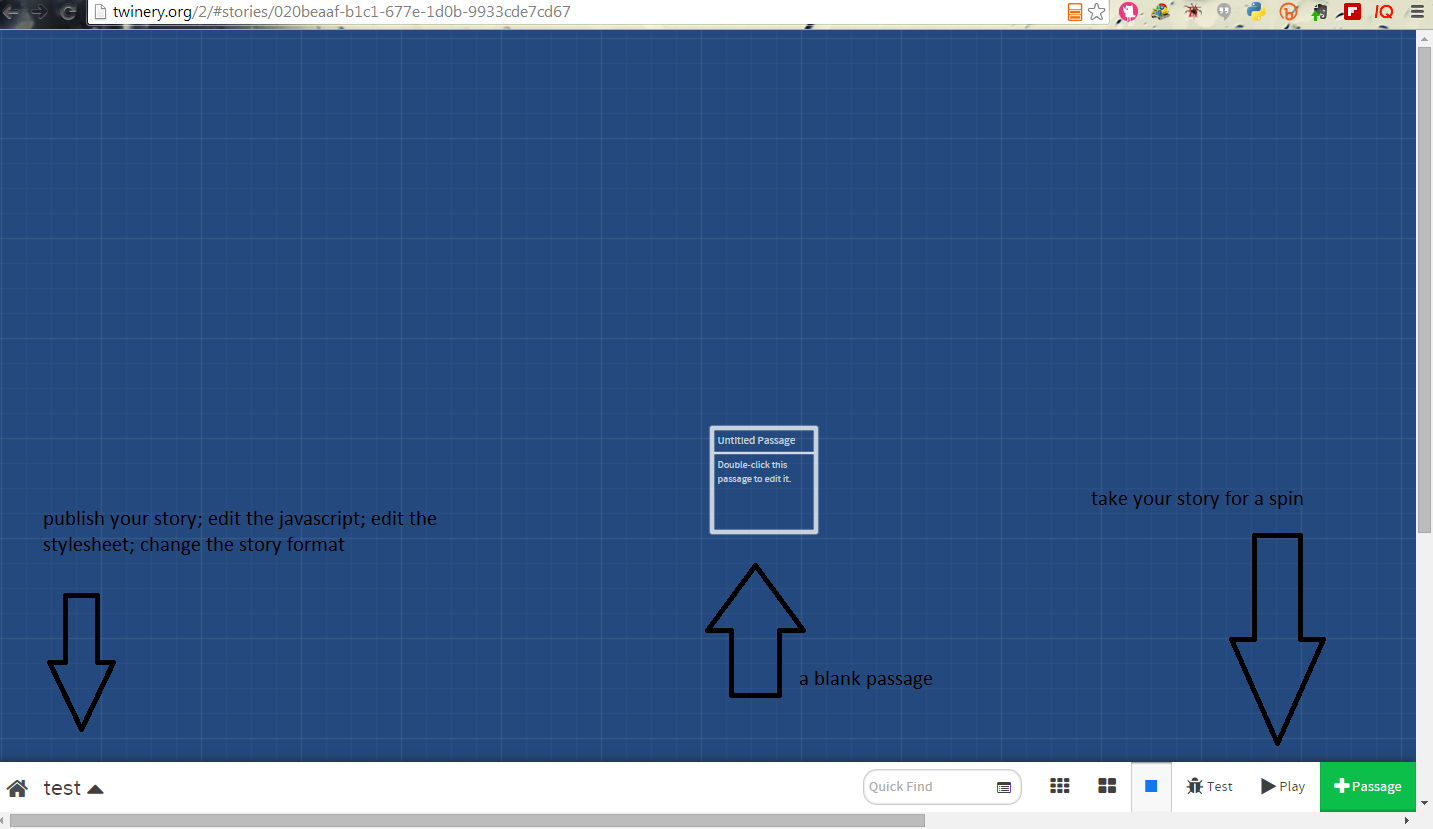 twinery.org/2/#stories/020beaaf-b1c1-677e-1d0b-9933cde7cd67
IQ
Untitled Passage
Double-click this
passage to edit it.
take your story for a spin
publish your story; edit the javascript; edit the
stylesheet; change the story format
a blank passage
test
Quick Find
Test
Play
Passage